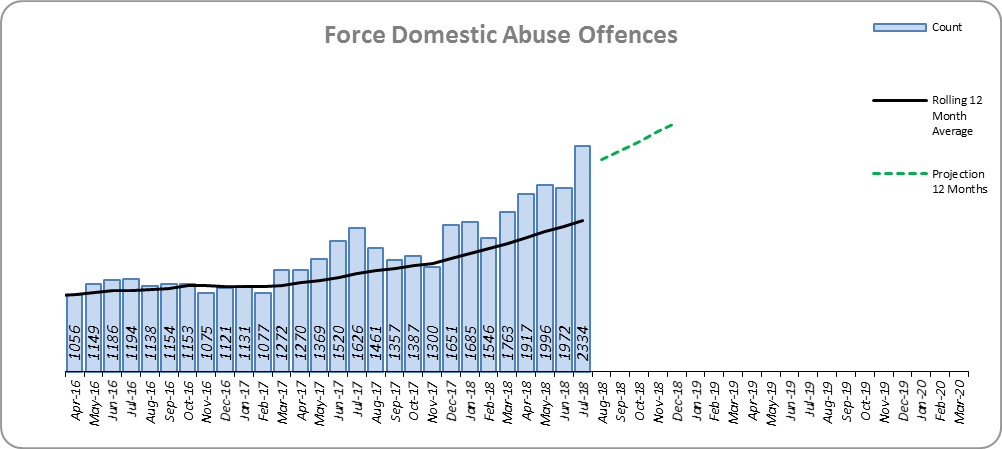 Force Domestic Abuse Offences
Count
Rolling 12
Month
Average
Projection
12 Months
1056
1149
1186
1194
1138
1154
1153
1075
1121
1131
1077
1272
1270
1369
1520
1626
1461
1357
1387
1300
1651
1685
1546
1763
1917
1996
1972
2334
Apr-16
May-16
Jun-16
Jul-16
Aug-16
Sep-16
Oct-16
Nov-16
Dec-16
Jan-17
Feb-17
Mar-17
Apr-17
May-17
Jun-17
Jul-17
Aug-17
Sep-17
Oct-17
Nov-17
Dec-17
Jan-18
Feb-18
Mar-18
Apr-18
May-18
Jun-18
Jul-18
Aug-18
Sep-18
Oct-18
Nov-18
Dec-18
Jan-19
Feb-19
Mar-19
Apr-19
May-19
Jun-19
Jul-19
Aug-19
Sep-19
Oct-19
Nov-19
Dec-19
Jan-20
Feb-20
Mar-20